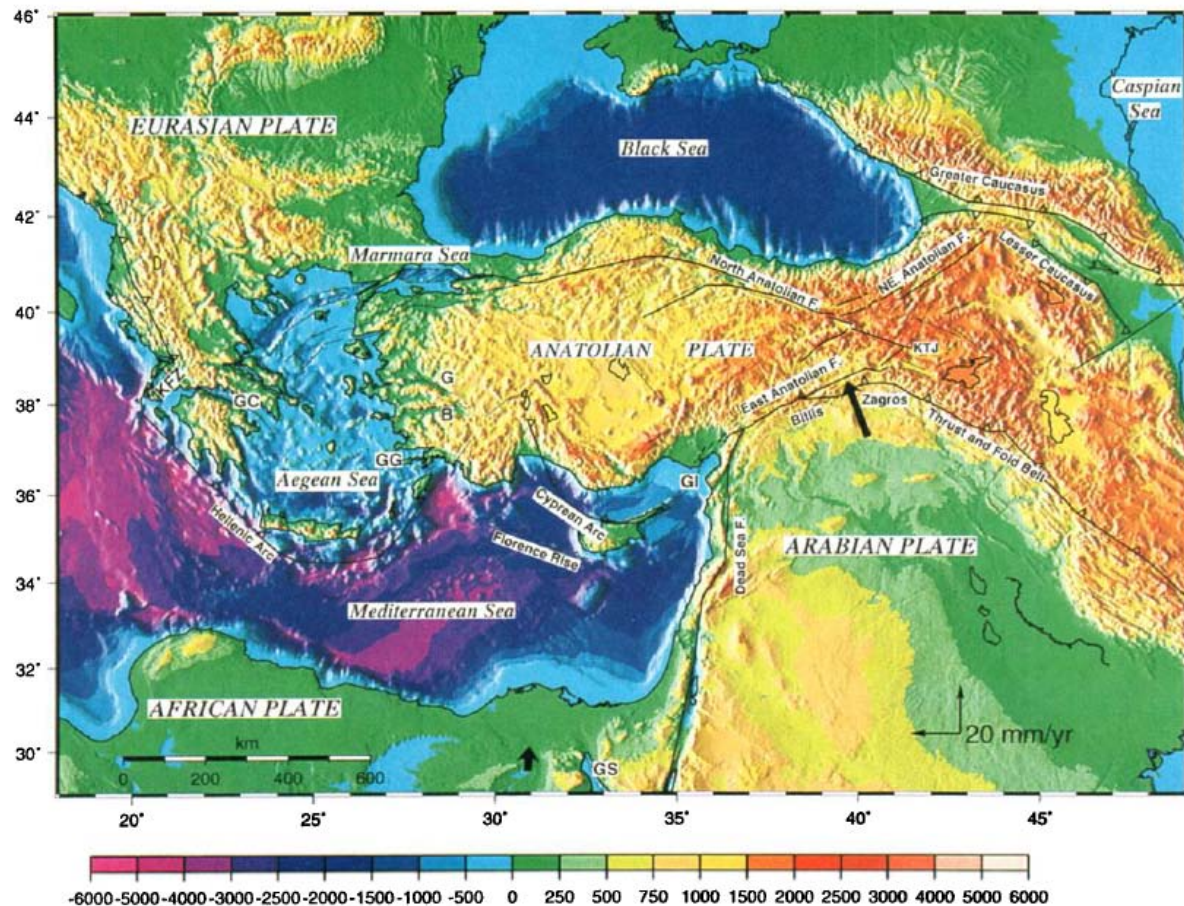 46°
44°
42°
40°
38°
36°
34°
32°
30°
EURASIAN PLATE
Black Sea
Caspian
Sea
Greater Caucasus
Marmara Sea
North Anatolian F.
NE. Anatolian F.
Lesser Caucasus
D
ANATOLIAN PLATE
KTJ
KFZ
GC
G
B
East Anatolian F.
Bitlis
Zagros
Thrust and Fold Belt
GG
Aegean Sea
GI
Cyprean Arc
Hellenic Arc
Florence Rise
Dead Sea F.
ARABIAN PLATE
Mediterranean Sea
AFRICAN PLATE
km
0 200 400 600
GS
20 mm/yr
20° 25° 30° 35° 40° 45°
-6000 -5000 -4000 -3000 -2500 -2000 -1500 -1000 -500 0 250 500 750 1000 1500 2000 2500 3000 4000 5000 6000